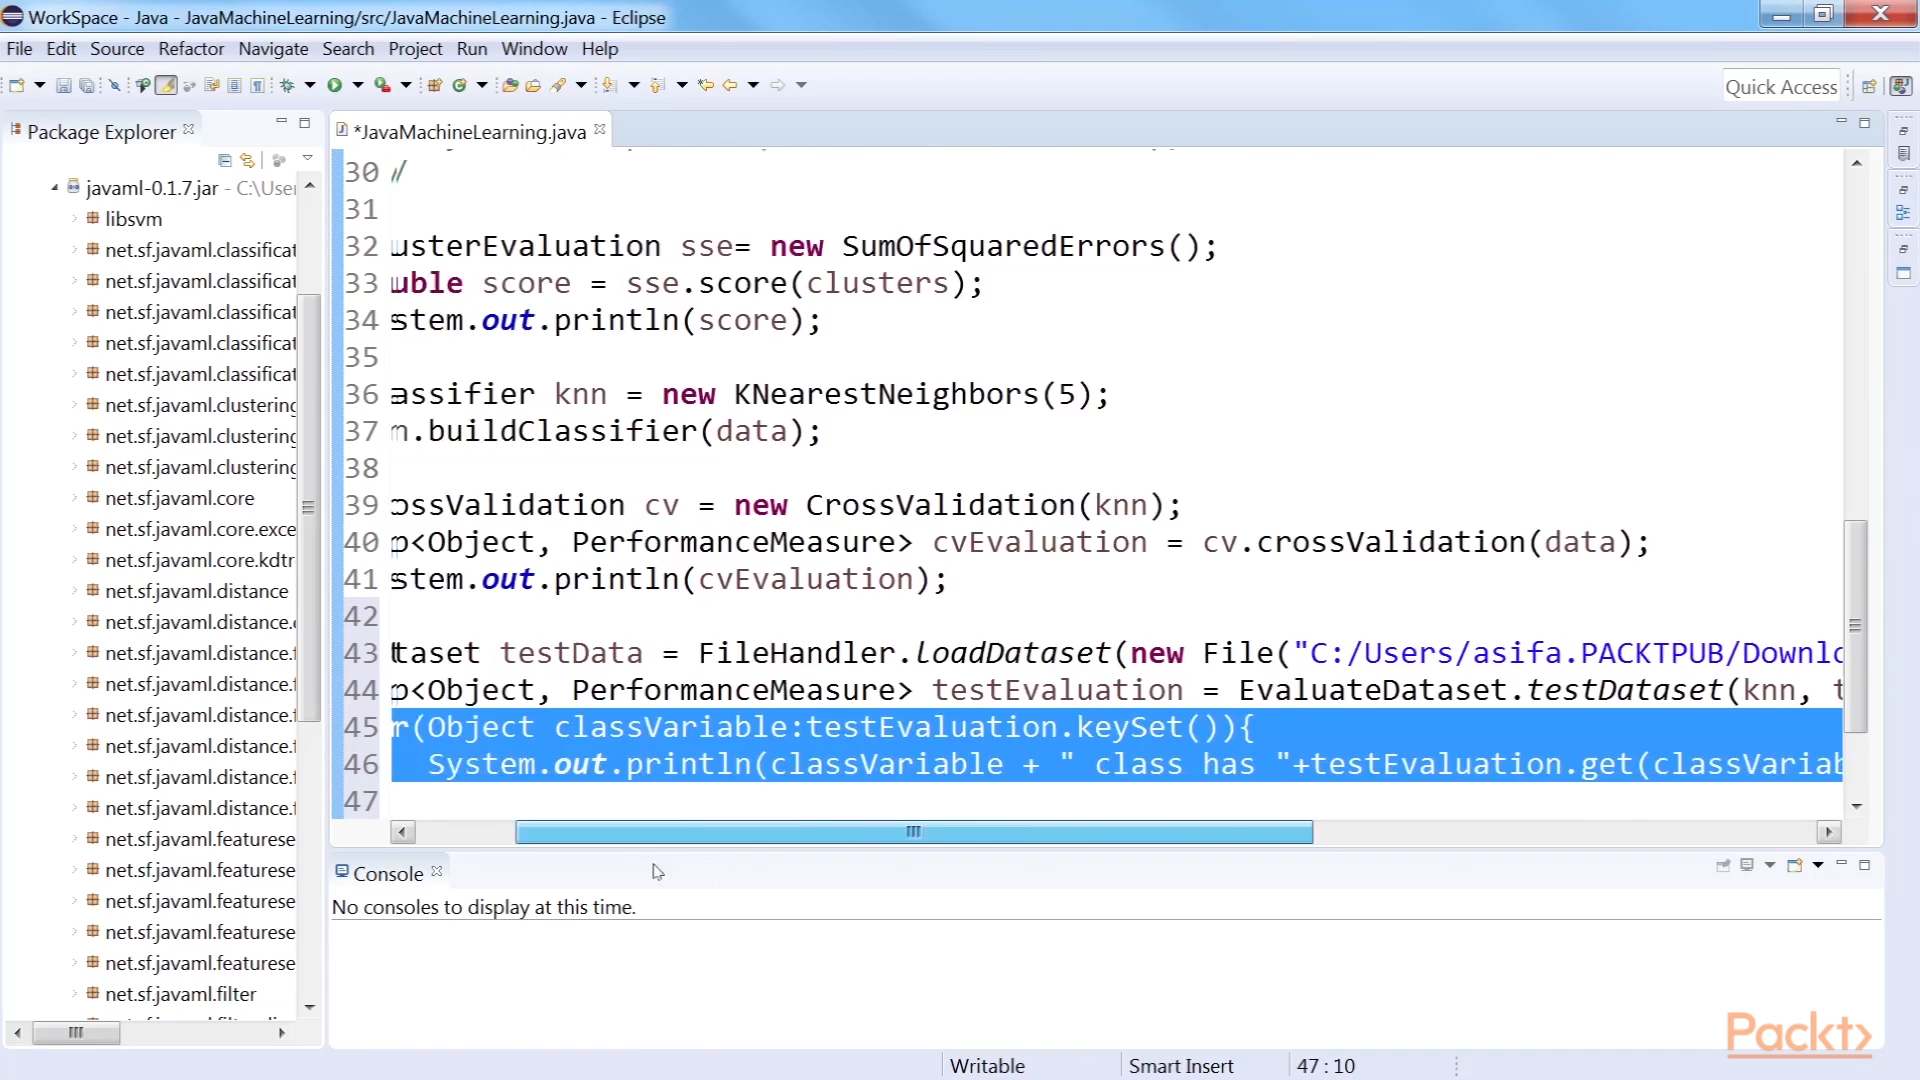 WorkSpace - Java - JavaMachineLearning/src/JavaMachineLearning.java - Eclipse
File Edit Source Refactor Navigate Search Project Run Window Help
Quick Access
Package Explorer
*JavaMachineLearning.java
javaml-0.1.7.jar - C:\User
libsvm
net.sf.javaml.classificat
net.sf.javaml.classificat
net.sf.javaml.classificat
net.sf.javaml.classificat
net.sf.javaml.classificat
net.sf.javaml.clustering
net.sf.javaml.clustering
net.sf.javaml.clustering
net.sf.javaml.core
net.sf.javaml.core.exce
net.sf.javaml.core.kdtr
net.sf.javaml.distance
net.sf.javaml.distance.
net.sf.javaml.distance.f
net.sf.javaml.distance.f
net.sf.javaml.distance.f
net.sf.javaml.distance.f
net.sf.javaml.distance.f
net.sf.javaml.distance.f
net.sf.javaml.featurese
net.sf.javaml.featurese
net.sf.javaml.featurese
net.sf.javaml.featurese
net.sf.javaml.featurese
net.sf.javaml.filter
30 /
31
32 usterEvaluation sse= new SumOfSquaredErrors();
33 uble score = sse.score(clusters);
34 stem.out.println(score);
35
36 assifier knn = new KNearestNeighbors(5);
37 n.buildClassifier(data);
38
39 ossValidation cv = new CrossValidation(knn);
40 p<Object, PerformanceMeasure> cvEvaluation = cv.crossValidation(data);
41 stem.out.println(cvEvaluation);
42
43 taset testData = FileHandler.loadDataset(new File("C:/Users/asifa.PACKTPUB/Downlo
44 p<Object, PerformanceMeasure> testEvaluation = EvaluateDataset.testDataset(knn, t
45 r(Object classVariable:testEvaluation.keySet()){
46 System.out.println(classVariable + " class has "+testEvaluation.get(classVariab
47
Console
No consoles to display at this time.
Packt>
Writable Smart Insert 47 : 10